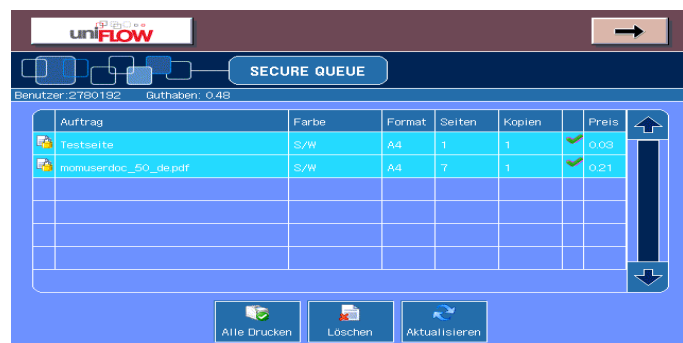 uniFLOW
SECURE QUEUE
Benutzer:2780192 Guthaben: 0.48
Auftrag Farbe Format Seiten Kopien Preis
Testseite S/W A4 1 1 0.03
momuserdoc_50_de.pdf S/W A4 7 1 0.21
Alle Drucken Löschen Aktualisieren